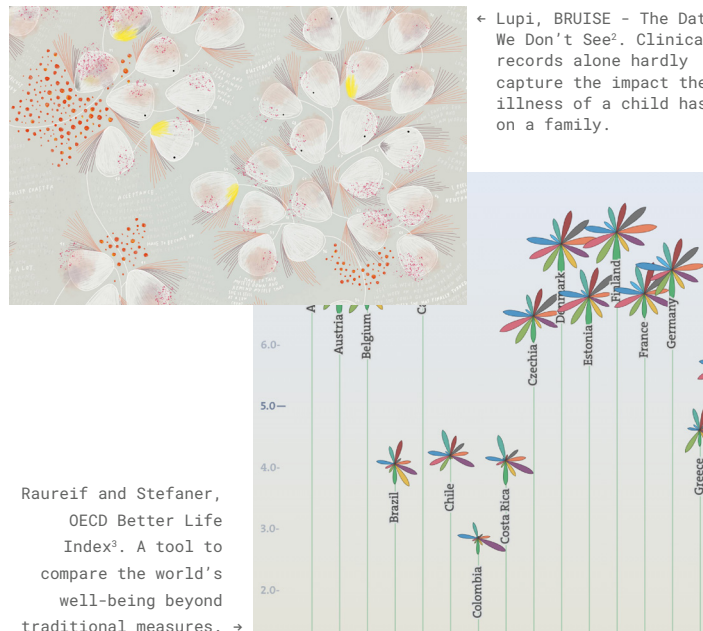 ← Lupi, BRUISE – The Dat
We Don't See².  Clinica
records alone hardly
capture the impact the
illness of a child has
on a family.
A
Austria
Belgium
C
Czechia
Denmark
Estonia
Finland
France
Germany
6.0-
5.0—
4.0-
3.0-
2.0-
Brazil
Chile
Colombia
Costa Rica
Greece
Raureif and Stefaner,
OECD Better Life
Index³. A tool to
compare the world's
well-being beyond
traditional measures. →